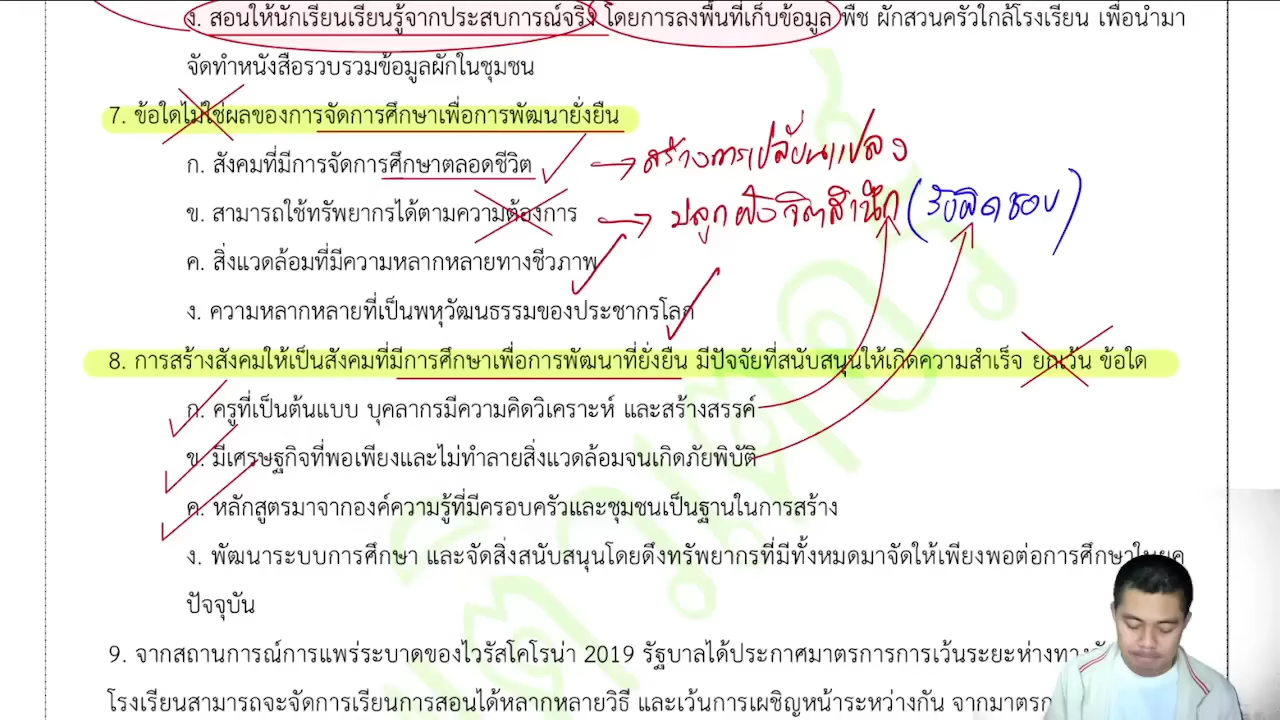 ง. สอนให้นักเรียนเรียนรู้จากประสบการณ์จริง โดยการลงพื้นที่เก็บข้อมูล พืช ผักสวนครัวใกล้โรงเรียน เพื่อนำมา
จัดทำหนังสือรวบรวมข้อมูลผักในชุมชน
7. ข้อใดไม่ใช่ผลของการจัดการศึกษาเพื่อการพัฒนายั่งยืน
ก. สังคมที่มีการจัดการศึกษาตลอดชีวิต
สร้างการเปลี่ยนแปลง
ข. สามารถใช้ทรัพยากรได้ตามความต้องการ
ปลูกฝังจิตสำนึก (รับผิดชอบ)
ค. สิ่งแวดล้อมที่มีความหลากหลายทางชีวภาพ
ง. ความหลากหลายที่เป็นพหุวัฒนธรรมของประชากรโลก
8. การสร้างสังคมให้เป็นสังคมที่มีการศึกษาเพื่อการพัฒนาที่ยั่งยืน มีปัจจัยที่สนับสนุนให้เกิดความสำเร็จ ยกเว้น ข้อใด
ก. ครูที่เป็นต้นแบบ บุคลากรมีความคิดวิเคราะห์ และสร้างสรรค์
ข. มีเศรษฐกิจที่พอเพียงและไม่ทำลายสิ่งแวดล้อมจนเกิดภัยพิบัติ
ค. หลักสูตรมาจากองค์ความรู้ที่มีครอบครัวและชุมชนเป็นฐานในการสร้าง
ง. พัฒนาระบบการศึกษา และจัดสิ่งสนับสนุนโดยดึงทรัพยากรที่มีทั้งหมดมาจัดให้เพียงพอต่อการศึกษาในยุค
ปัจจุบัน
9. จากสถานการณ์การแพร่ระบาดของไวรัสโคโรน่า 2019 รัฐบาลได้ประกาศมาตรการการเว้นระยะห่างทาง
โรงเรียนสามารถจะจัดการเรียนการสอนได้หลากหลายวิธี และเว้นการเผชิญหน้าระหว่างกัน